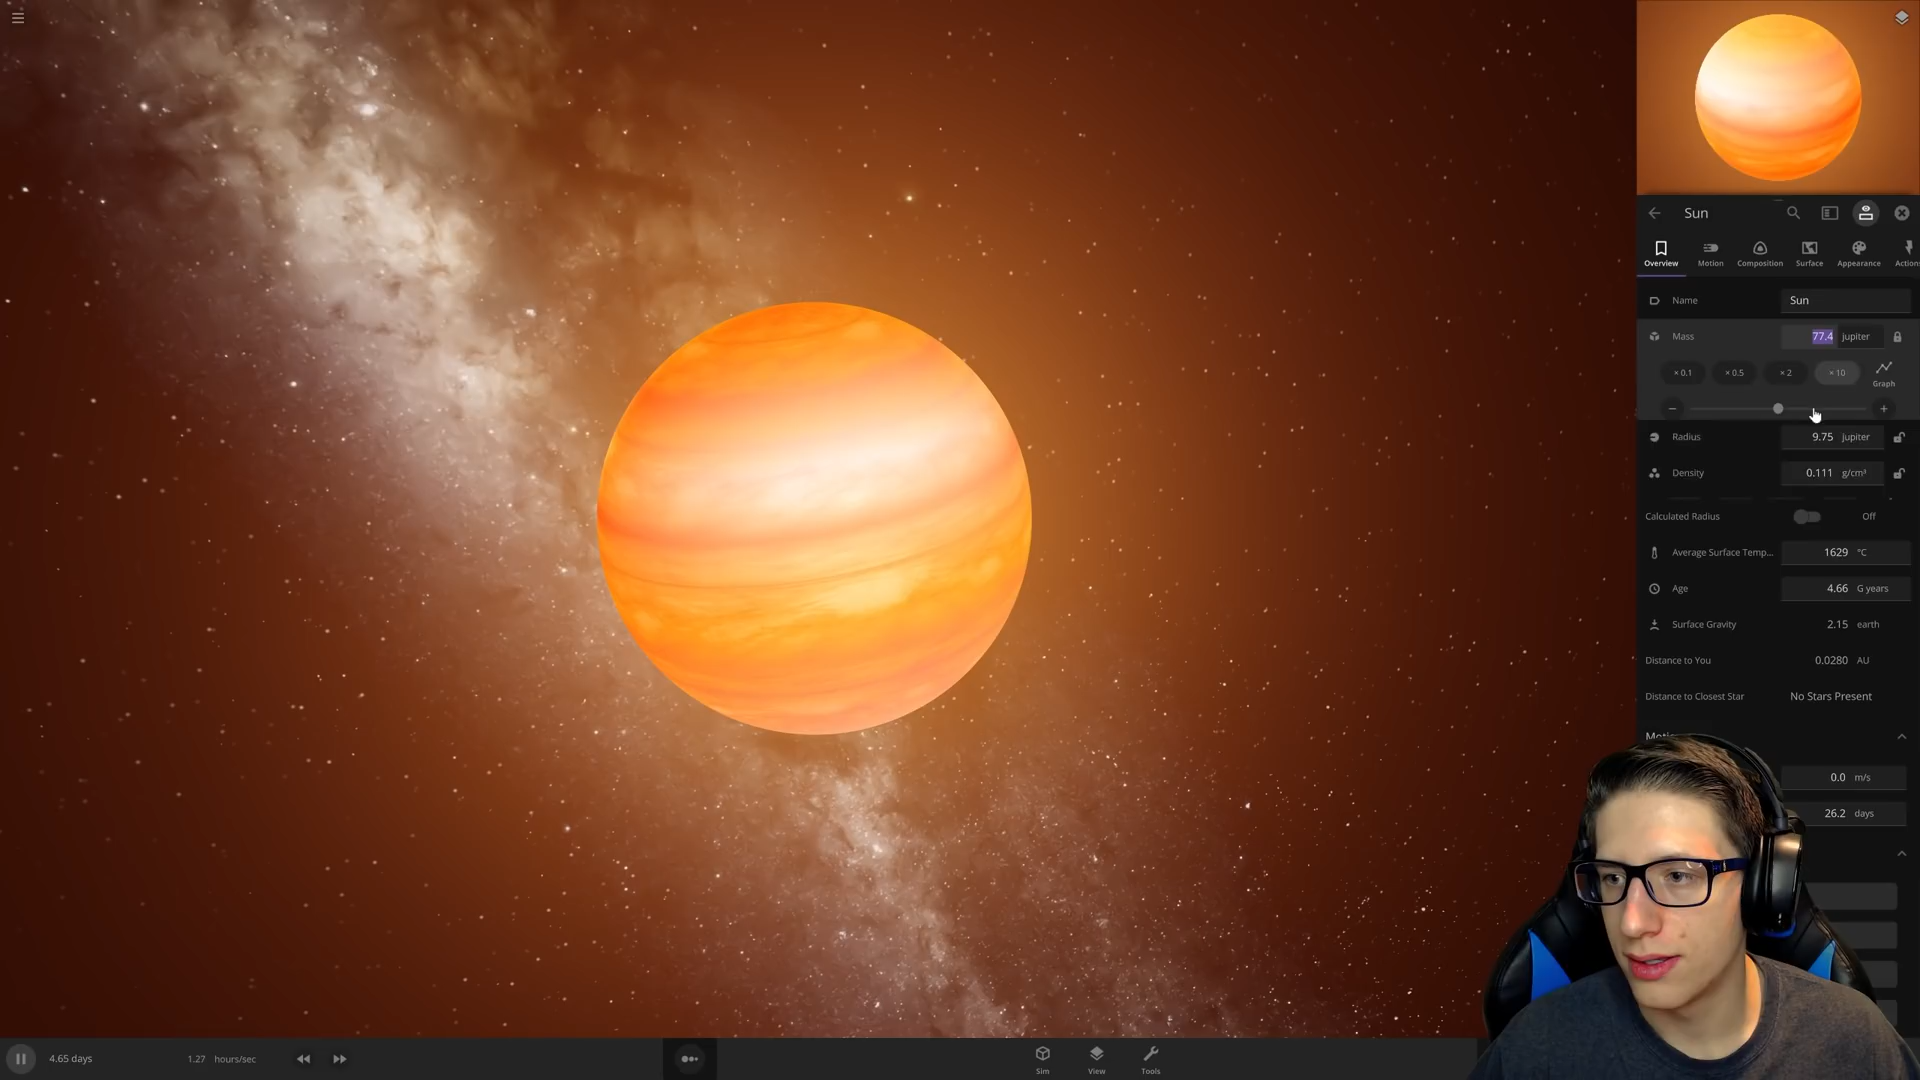 Sun
Overview Motion Composition Surface Appearance Actions
Name Sun
Mass 77.4 jupiter
× 0.1 × 0.5 × 2 × 10 Graph
Radius 9.75 jupiter
Density 0.111 g/cm³
Calculated Radius Off
Average Surface Temp... 1629 °C
Age 4.66 G years
Surface Gravity 2.15 earth
Distance to You 0.0280 AU
Distance to Closest Star No Stars Present
0.0 m/s
26.2 days
4.65 days 1.27 hours/sec
Sim View Tools